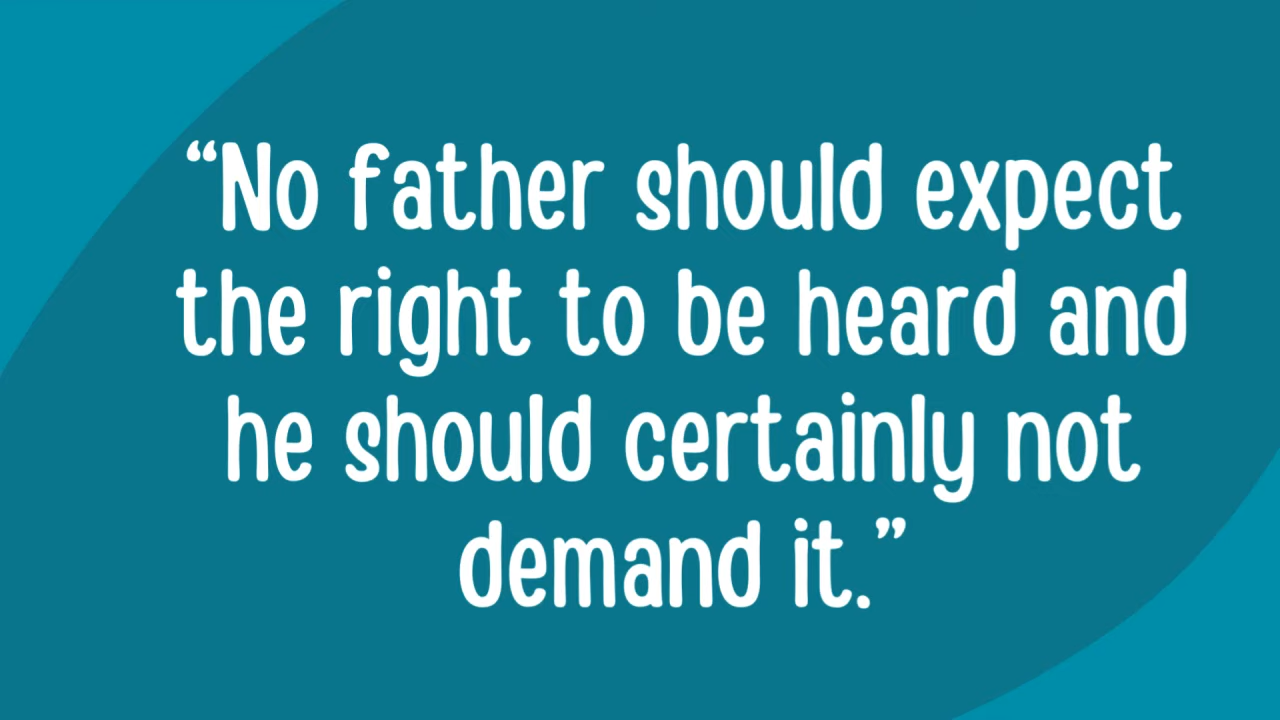 “No father should expect
the right to be heard and
he should certainly not
demand it.”